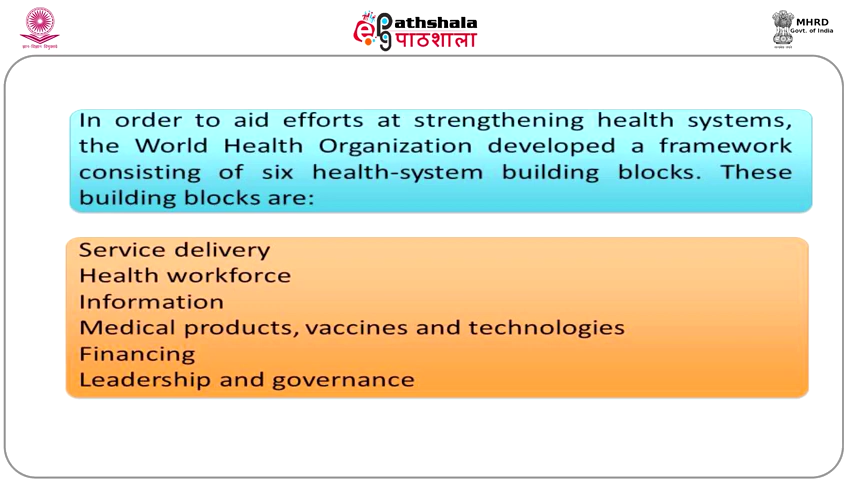 ePathshala
पाठशाला
MHRD
Govt. of India
In order to aid efforts at strengthening health systems,
the World Health Organization developed a framework
consisting of six health-system building blocks. These
building blocks are:
Service delivery
Health workforce
Information
Medical products, vaccines and technologies
Financing
Leadership and governance